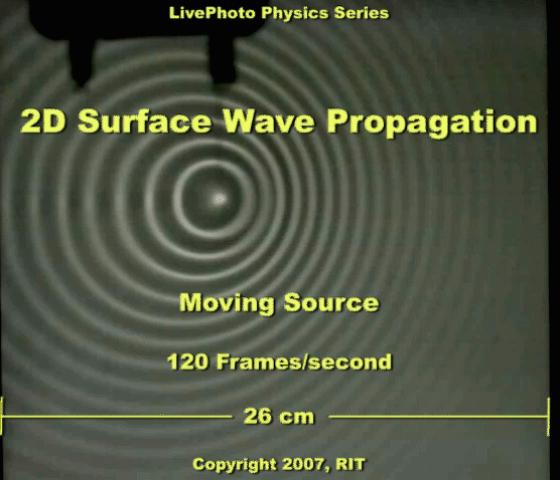 LivePhoto Physics Series
2D Surface Wave Propagation
Moving Source
120 Frames/second
26 cm
Copyright 2007, RIT